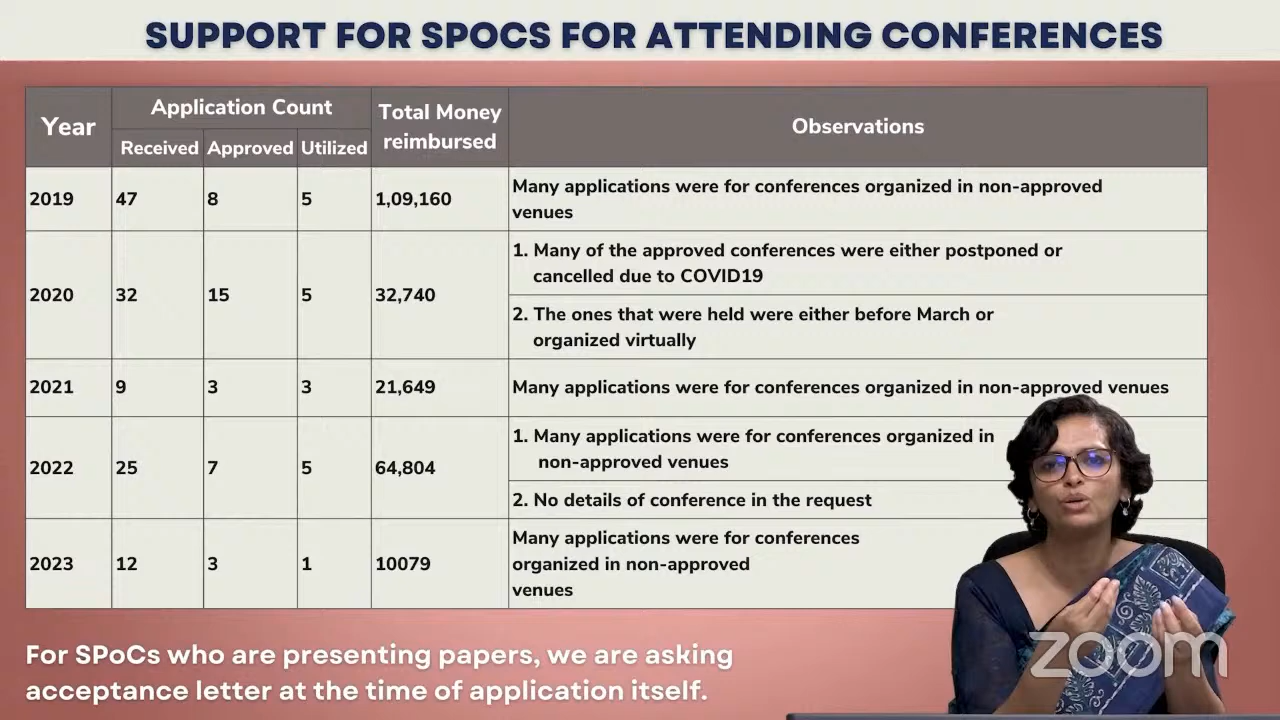 SUPPORT FOR SPOCS FOR ATTENDING CONFERENCES
Year
Application Count
Total Money
reimbursed
Observations
Received
Approved
Utilized
2019
47
8
5
1,09,160
Many applications were for conferences organized in non-approved
venues
2020
32
15
5
32,740
1. Many of the approved conferences were either postponed or
cancelled due to COVID19
2. The ones that were held were either before March or
organized virtually
2021
9
3
3
21,649
Many applications were for conferences organized in non-approved venues
2022
25
7
5
64,804
1. Many applications were for conferences organized in
non-approved venues
2. No details of conference in the request
2023
12
3
1
10079
Many applications were for conferences
organized in non-approved
venues
For SPoCs who are presenting papers, we are asking
acceptance letter at the time of application itself.
zoom